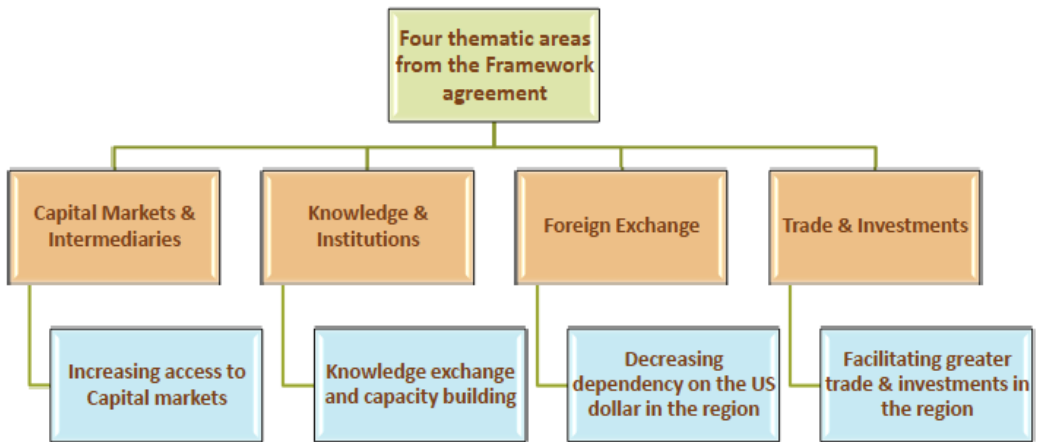 Four thematic areas
from the Framework
agreement
Capital Markets &
Intermediaries
Knowledge &
Institutions
Foreign Exchange
Trade & Investments
Increasing access to
Capital markets
Knowledge exchange
and capacity building
Decreasing
dependency on the US
dollar in the region
Facilitating greater
trade & investments in
the region